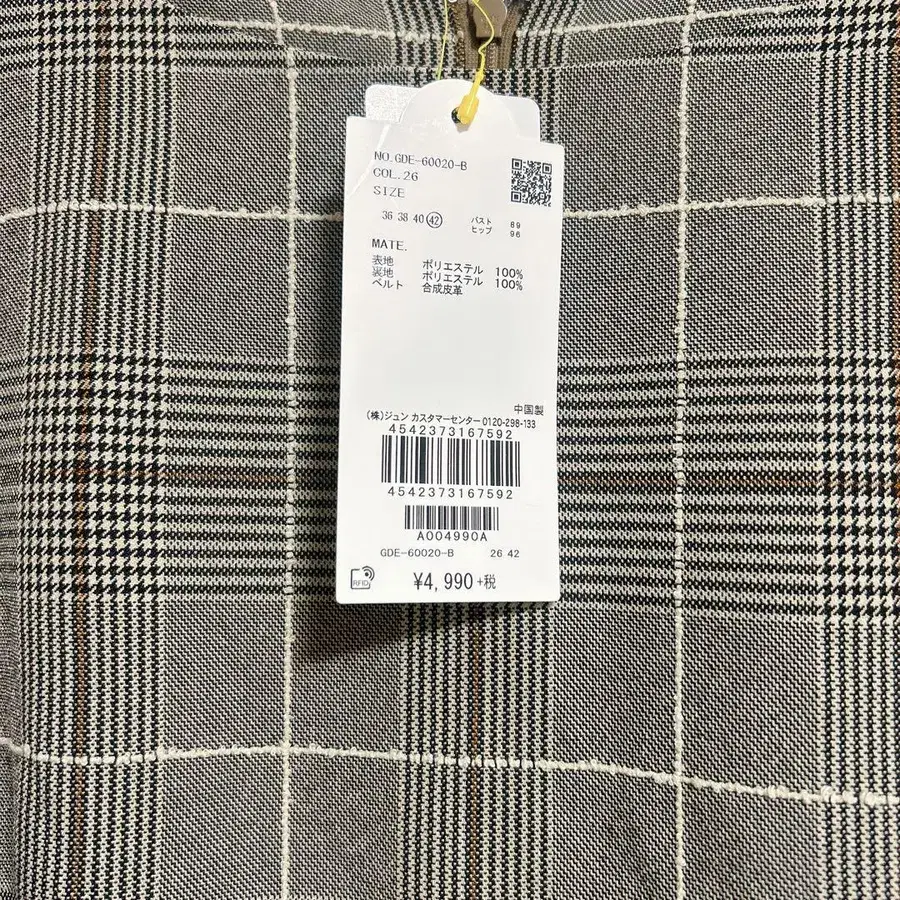 NO.GDE-60020-B
COL.26
SIZE
36 38 40 42 バスト 89
ヒップ 96
MATE.
表地 ポリエステル 100%
裏地 ポリエステル 100%
ベルト 合成皮革
中国製
(株)ジュン カスタマーセンター 0120-298-133
4542373167592
4542373167592
A004990A
GDE-60020-B 26 42
RFID ¥4,990+税